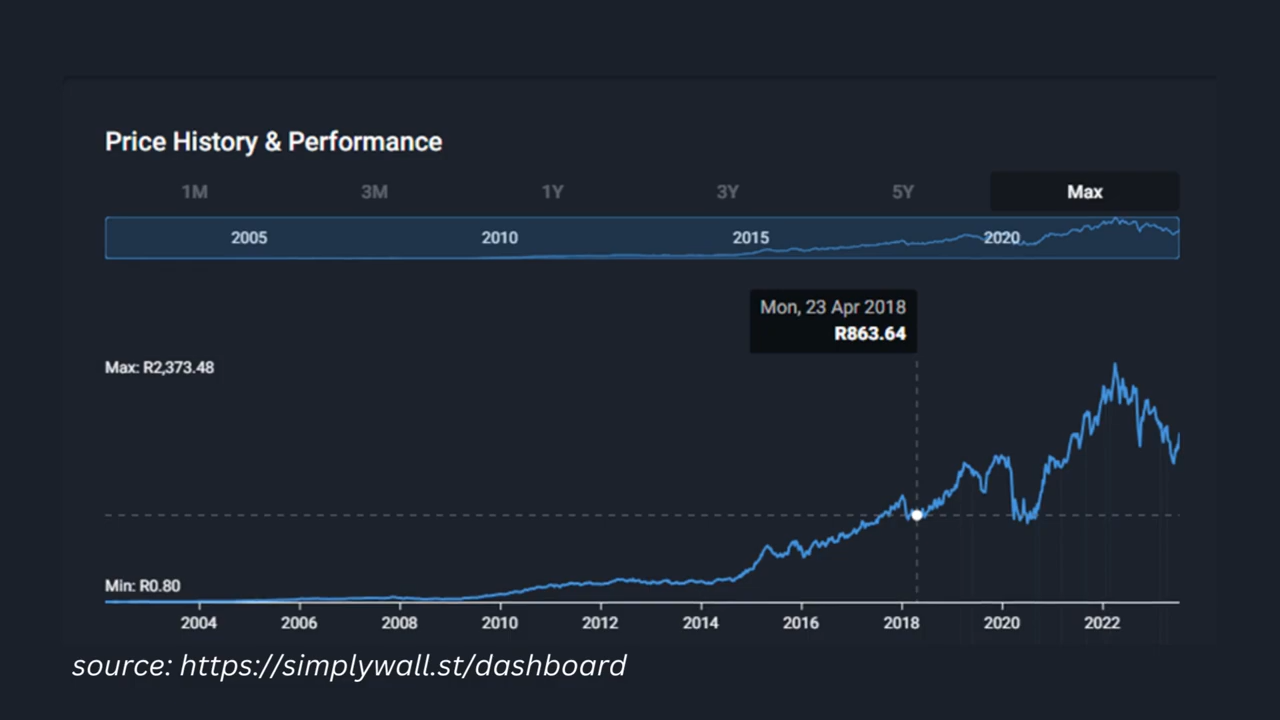 Price History & Performance
1M 3M 1Y 3Y 5Y Max
2005 2010 2015 2020
Mon, 23 Apr 2018
R863.64
Max: R2,373.48
Min: R0.80
2004 2006 2008 2010 2012 2014 2016 2018 2020 2022
source: https://simplywall.st/dashboard